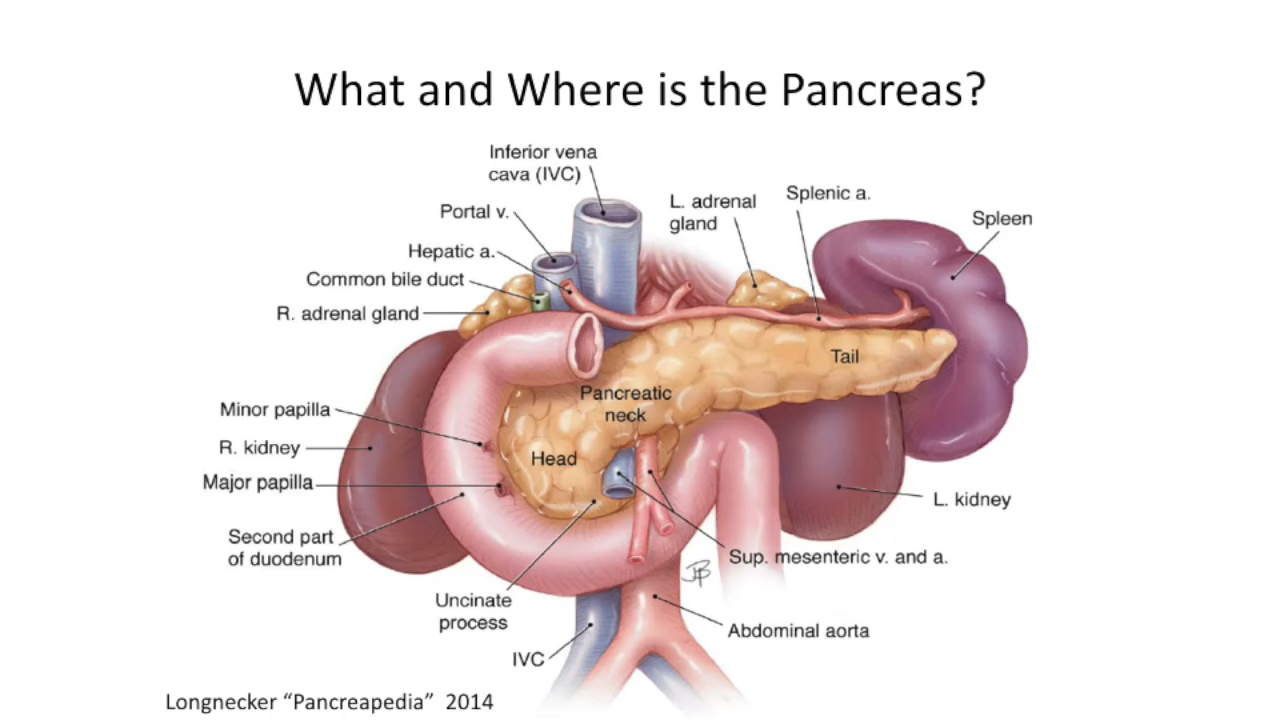 What and Where is the Pancreas?
Inferior vena
cava (IVC)
Portal v.
L. adrenal
gland
Splenic a.
Spleen
Hepatic a.
Common bile duct
R. adrenal gland
Tail
Pancreatic
neck
Minor papilla
R. kidney
Head
Major papilla
L. kidney
Second part
of duodenum
Sup. mesenteric v. and a.
Uncinate
process
Abdominal aorta
IVC
Longnecker “Pancreapedia”  2014